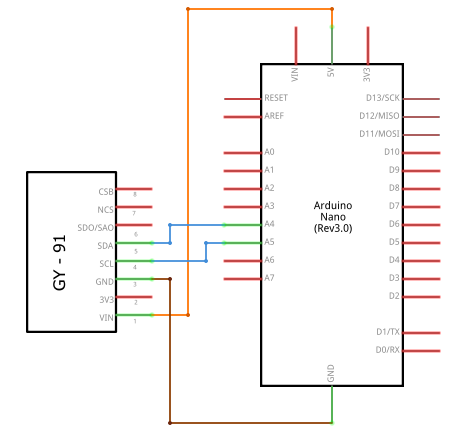 VIN
5V
3V3
RESET
AREF
A0
A1
A2
A3
A4
A5
A6
A7
D13/SCK
D12/MISO
D11/MOSI
D10
D9
D8
D7
D6
D5
D4
D3
D2
D1/TX
D0/RX
GND
Arduino
Nano
(Rev3.0)
GY - 91
CSB
8
NCS
7
SDO/SAO
6
SDA
5
SCL
4
GND
3
3V3
2
VIN
1